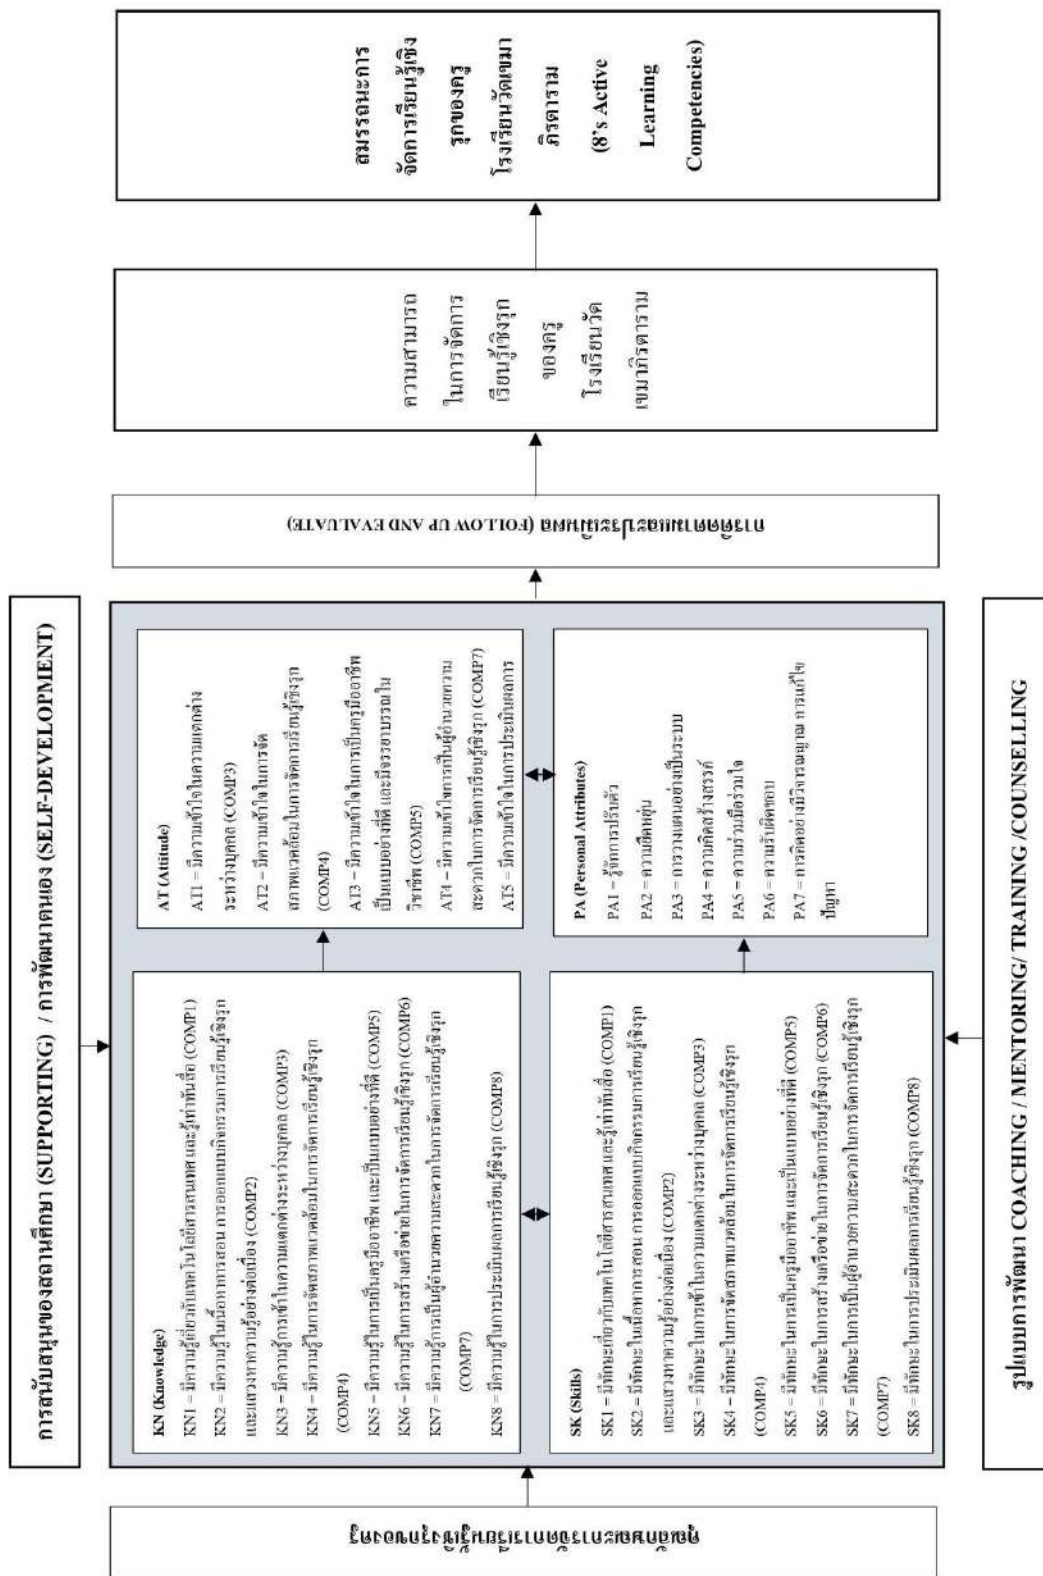 การสนับสนุนของสถานศึกษา (SUPPORTING) / การพัฒนาตนเอง (SELF-DEVELOPMENT)
คุณลักษณะการจัดการเรียนรู้เชิงรุกของครู
KN (Knowledge)
KN1 = มีความรู้เกี่ยวกับเทคโนโลยีสารสนเทศ และรู้เท่าทันสื่อ (COMP1)
KN2 = มีความรู้ในเนื้อหาการสอน การออกแบบกิจกรรมการเรียนรู้เชิงรุก
และแสวงหาความรู้อย่างต่อเนื่อง (COMP2)
KN3 = มีความรู้การเข้าในความแตกต่างระหว่างบุคคล (COMP3)
KN4 = มีความรู้ในการจัดสภาพแวดล้อมในการจัดการเรียนรู้เชิงรุก
(COMP4)
KN5 = มีความรู้ในการเป็นครูมืออาชีพ และเป็นแบบอย่างที่ดี (COMP5)
KN6 = มีความรู้ในการสร้างเครือข่ายในการจัดการเรียนรู้เชิงรุก (COMP6)
KN7 = มีความรู้การเป็นผู้อำนวยความสะดวกในการจัดการเรียนรู้เชิงรุก
(COMP7)
KN8 = มีความรู้ในการประเมินผลการเรียนรู้เชิงรุก (COMP8)
AT (Attitude)
AT1 = มีความเข้าใจในความแตกต่าง
ระหว่างบุคคล (COMP3)
AT2 = มีความเข้าใจในการจัด
สภาพแวดล้อมในการจัดการเรียนรู้เชิงรุก
(COMP4)
AT3 = มีความเข้าใจในการเป็นครูมืออาชีพ
เป็นแบบอย่างที่ดี และมีจรรยาบรรณใน
วิชาชีพ (COMP5)
AT4 = มีความเข้าใจการเป็นผู้อำนวยความ
สะดวกในการจัดการเรียนรู้เชิงรุก (COMP7)
AT5 = มีความเข้าใจในการประเมินผลการ
SK (Skills)
SK1 = มีทักษะเกี่ยวกับเทคโนโลยีสารสนเทศ และรู้เท่าทันสื่อ (COMP1)
SK2 = มีทักษะในเนื้อหาการสอน การออกแบบกิจกรรมการเรียนรู้เชิงรุก
และแสวงหาความรู้อย่างต่อเนื่อง (COMP2)
SK3 = มีทักษะในการเข้าในความแตกต่างระหว่างบุคคล (COMP3)
SK4 = มีทักษะในการจัดสภาพแวดล้อมในการจัดการเรียนรู้เชิงรุก
(COMP4)
SK5 = มีทักษะในการเป็นครูมืออาชีพ และเป็นแบบอย่างที่ดี (COMP5)
SK6 = มีทักษะในการสร้างเครือข่ายในการจัดการเรียนรู้เชิงรุก (COMP6)
SK7 = มีทักษะในการเป็นผู้อำนวยความสะดวกในการจัดการเรียนรู้เชิงรุก
(COMP7)
SK8 = มีทักษะในการประเมินผลการเรียนรู้เชิงรุก (COMP8)
PA (Personal Attributes)
PA1 = รู้จักการปรับตัว
PA2 = ความยืดหยุ่น
PA3 = การวางแผนอย่างเป็นระบบ
PA4 = ความคิดสร้างสรรค์
PA5 = ความร่วมมือร่วมใจ
PA6 = ความรับผิดชอบ
PA7 = การคิดอย่างมีวิจารณญาณ การแก้ไข
ปัญหา
การติดตามและประเมินผล (FOLLOW UP AND EVALUATE)
ความสามารถ
ในการจัดการ
เรียนรู้เชิงรุก
ของครู
โรงเรียนวัด
เขมาภิรตาราม
สมรรถนะการ
จัดการเรียนรู้เชิง
รุกของครู
โรงเรียนวัดเขมา
ภิรตาราม
(8's Active
Learning
Competencies)
รูปแบบการพัฒนา COACHING / MENTORING/ TRAINING /COUNSELLING